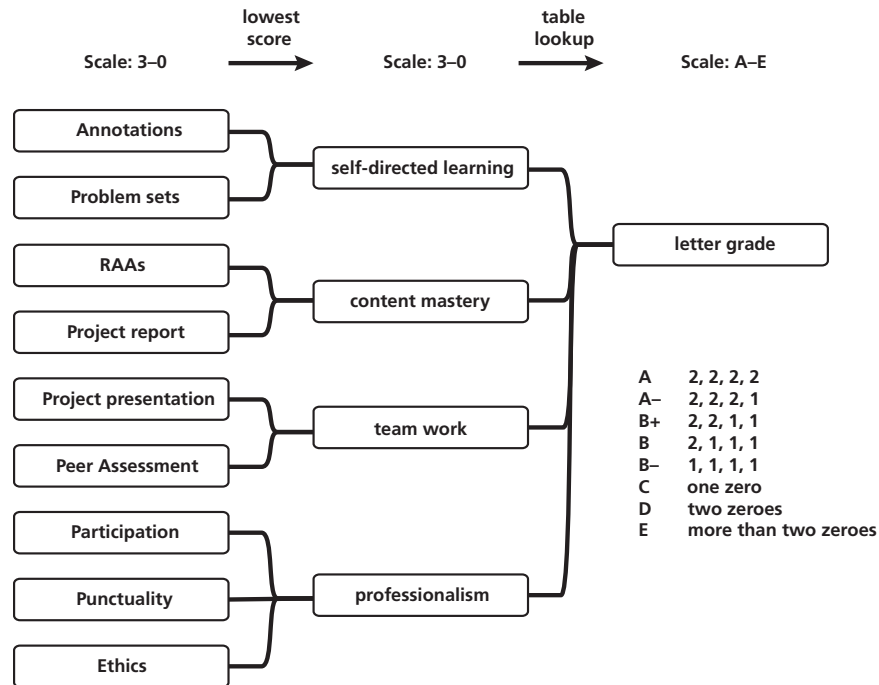 lowest
score
table
lookup
Scale: 3–0
Scale: 3–0
Scale: A–E
Annotations
Problem sets
RAAs
Project report
Project presentation
Peer Assessment
Participation
Punctuality
Ethics
self-directed learning
content mastery
team work
professionalism
letter grade
A 2, 2, 2, 2
A– 2, 2, 2, 1
B+ 2, 2, 1, 1
B 2, 1, 1, 1
B– 1, 1, 1, 1
C one zero
D two zeroes
E more than two zeroes